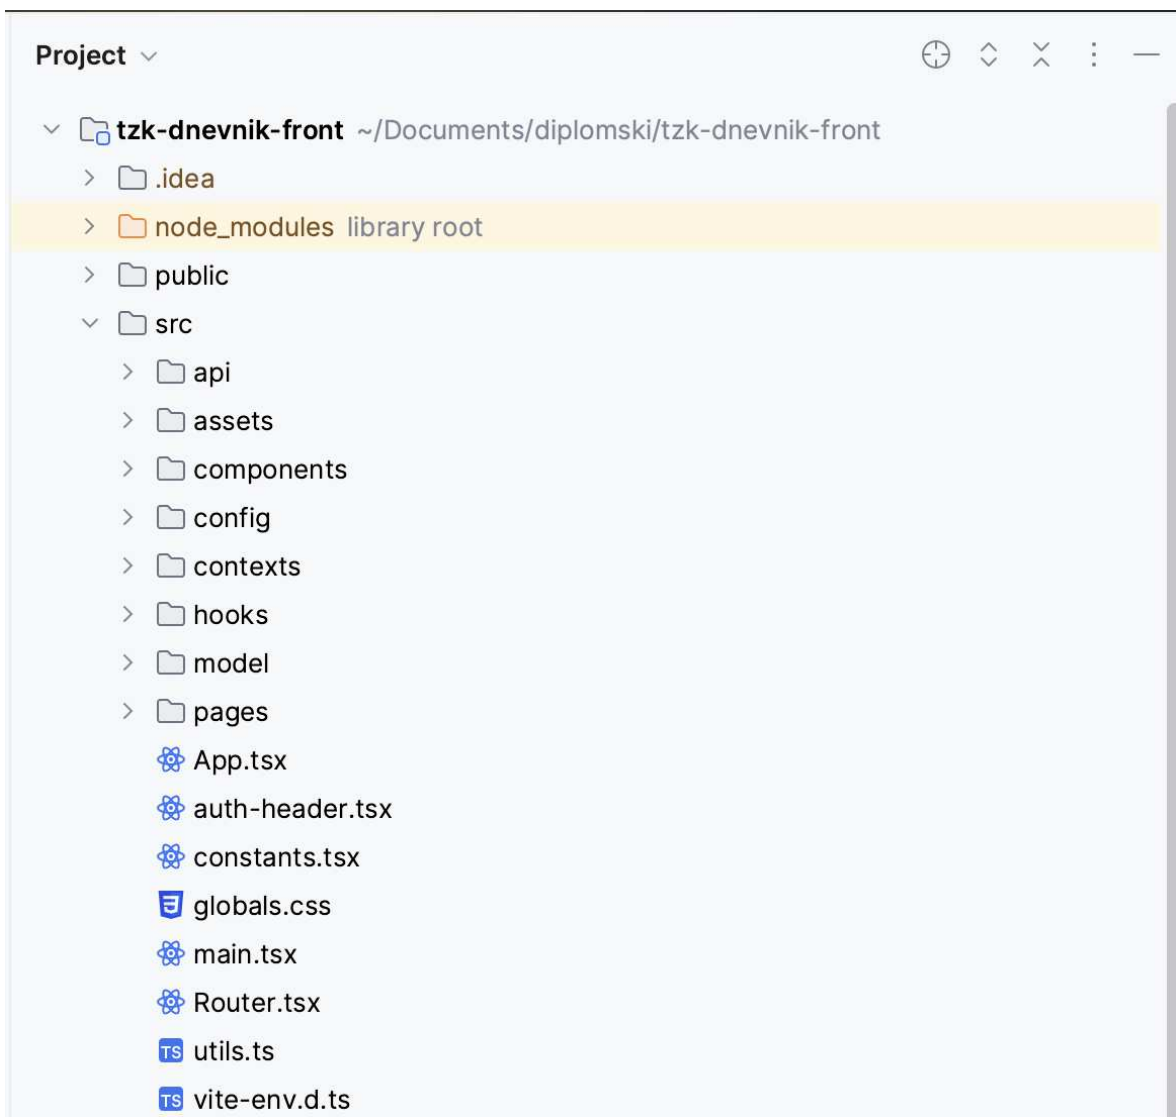 Project
tzk-dnevnik-front ~/Documents/diplomski/tzk-dnevnik-front
.idea
node_modules library root
public
src
api
assets
components
config
contexts
hooks
model
pages
App.tsx
auth-header.tsx
constants.tsx
globals.css
main.tsx
Router.tsx
TS utils.ts
TS vite-env.d.ts